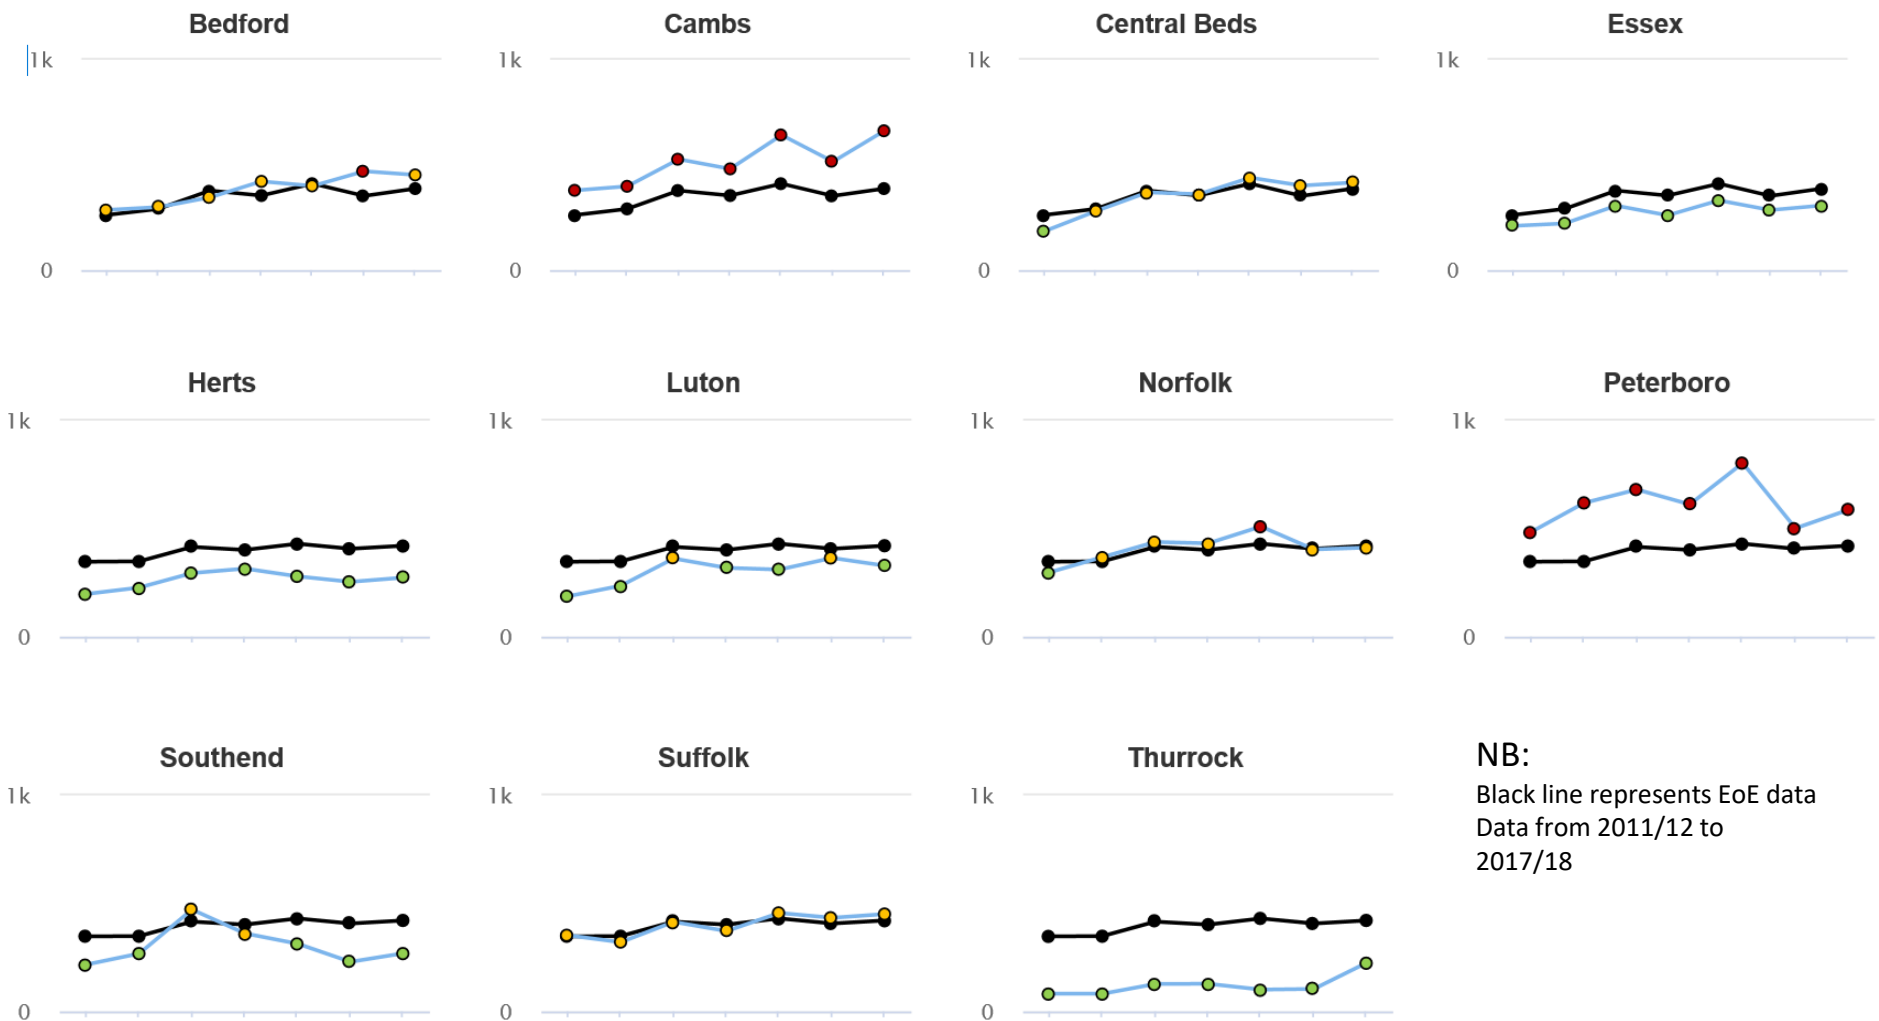 Bedford
Cambs
Central Beds
Essex
1k
1k
1k
1k
0
0
0
0
Herts
Luton
Norfolk
Peterboro
1k
1k
1k
1k
0
0
0
0
Southend
Suffolk
Thurrock
1k
1k
1k
0
0
0
NB:
Black line represents EoE data
Data from 2011/12 to
2017/18